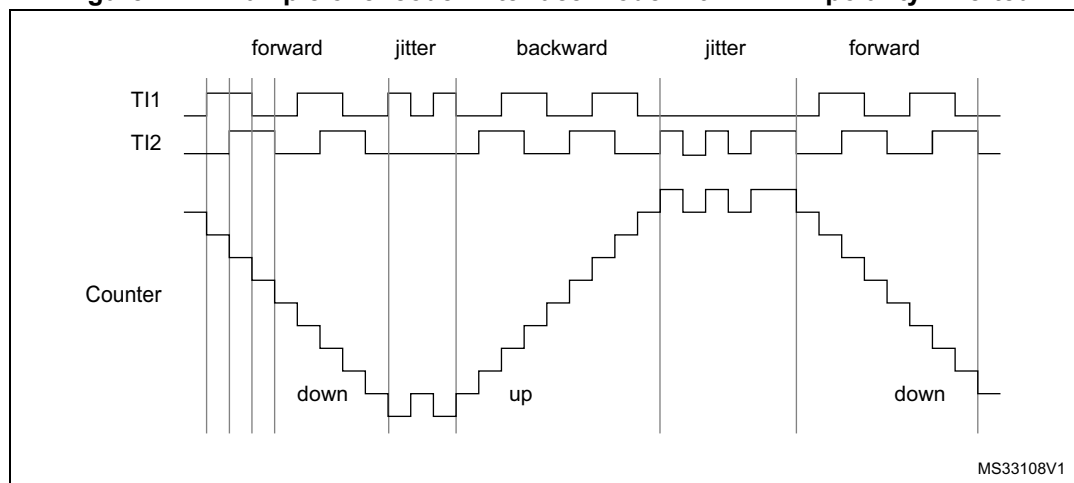 forward jitter backward jitter forward
TI1
TI2
Counter
down up down
MS33108V1